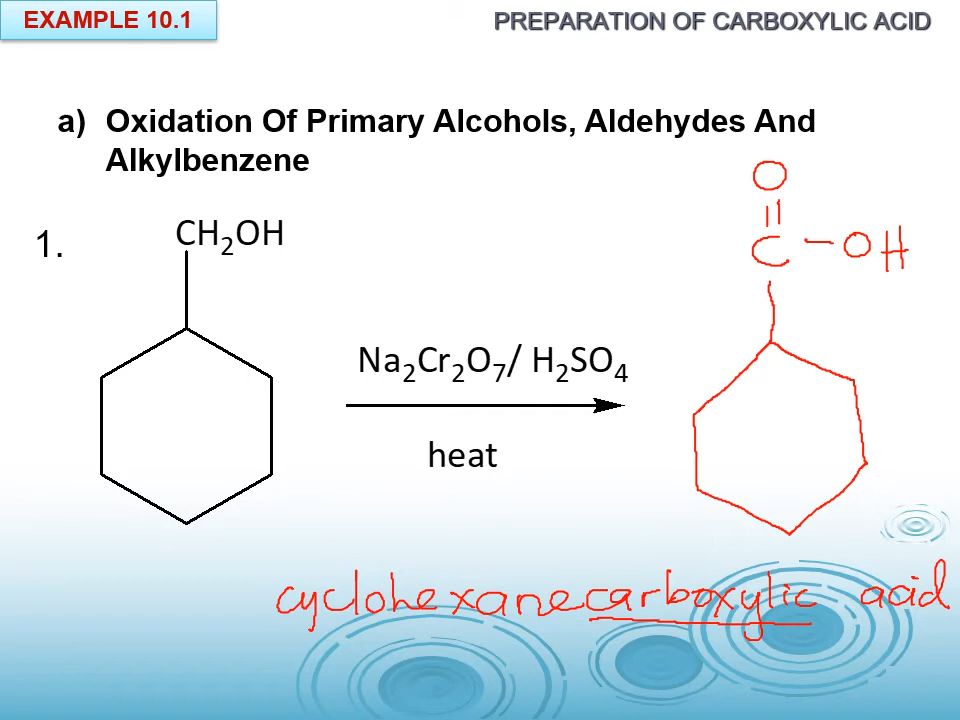 EXAMPLE 10.1
PREPARATION OF CARBOXYLIC ACID
a) Oxidation Of Primary Alcohols, Aldehydes And
Alkylbenzene
1.
CH₂OH
Na₂Cr₂O₇/ H₂SO₄
heat
O
||
C - OH
cyclohexanecarboxylic acid